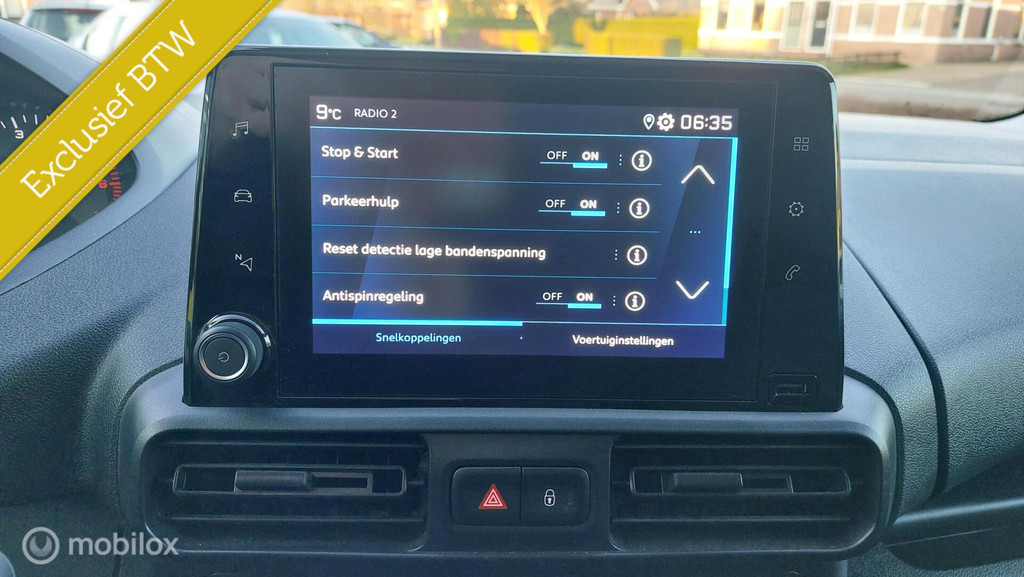 Exclusief BTW
9°C RADIO 2 06:35
Stop & Start OFF ON
Parkeerhulp OFF ON
Reset detectie lage bandenspanning
Antispinregeling OFF ON
Snelkoppelingen Voertuiginstellingen
N
3
mobilox